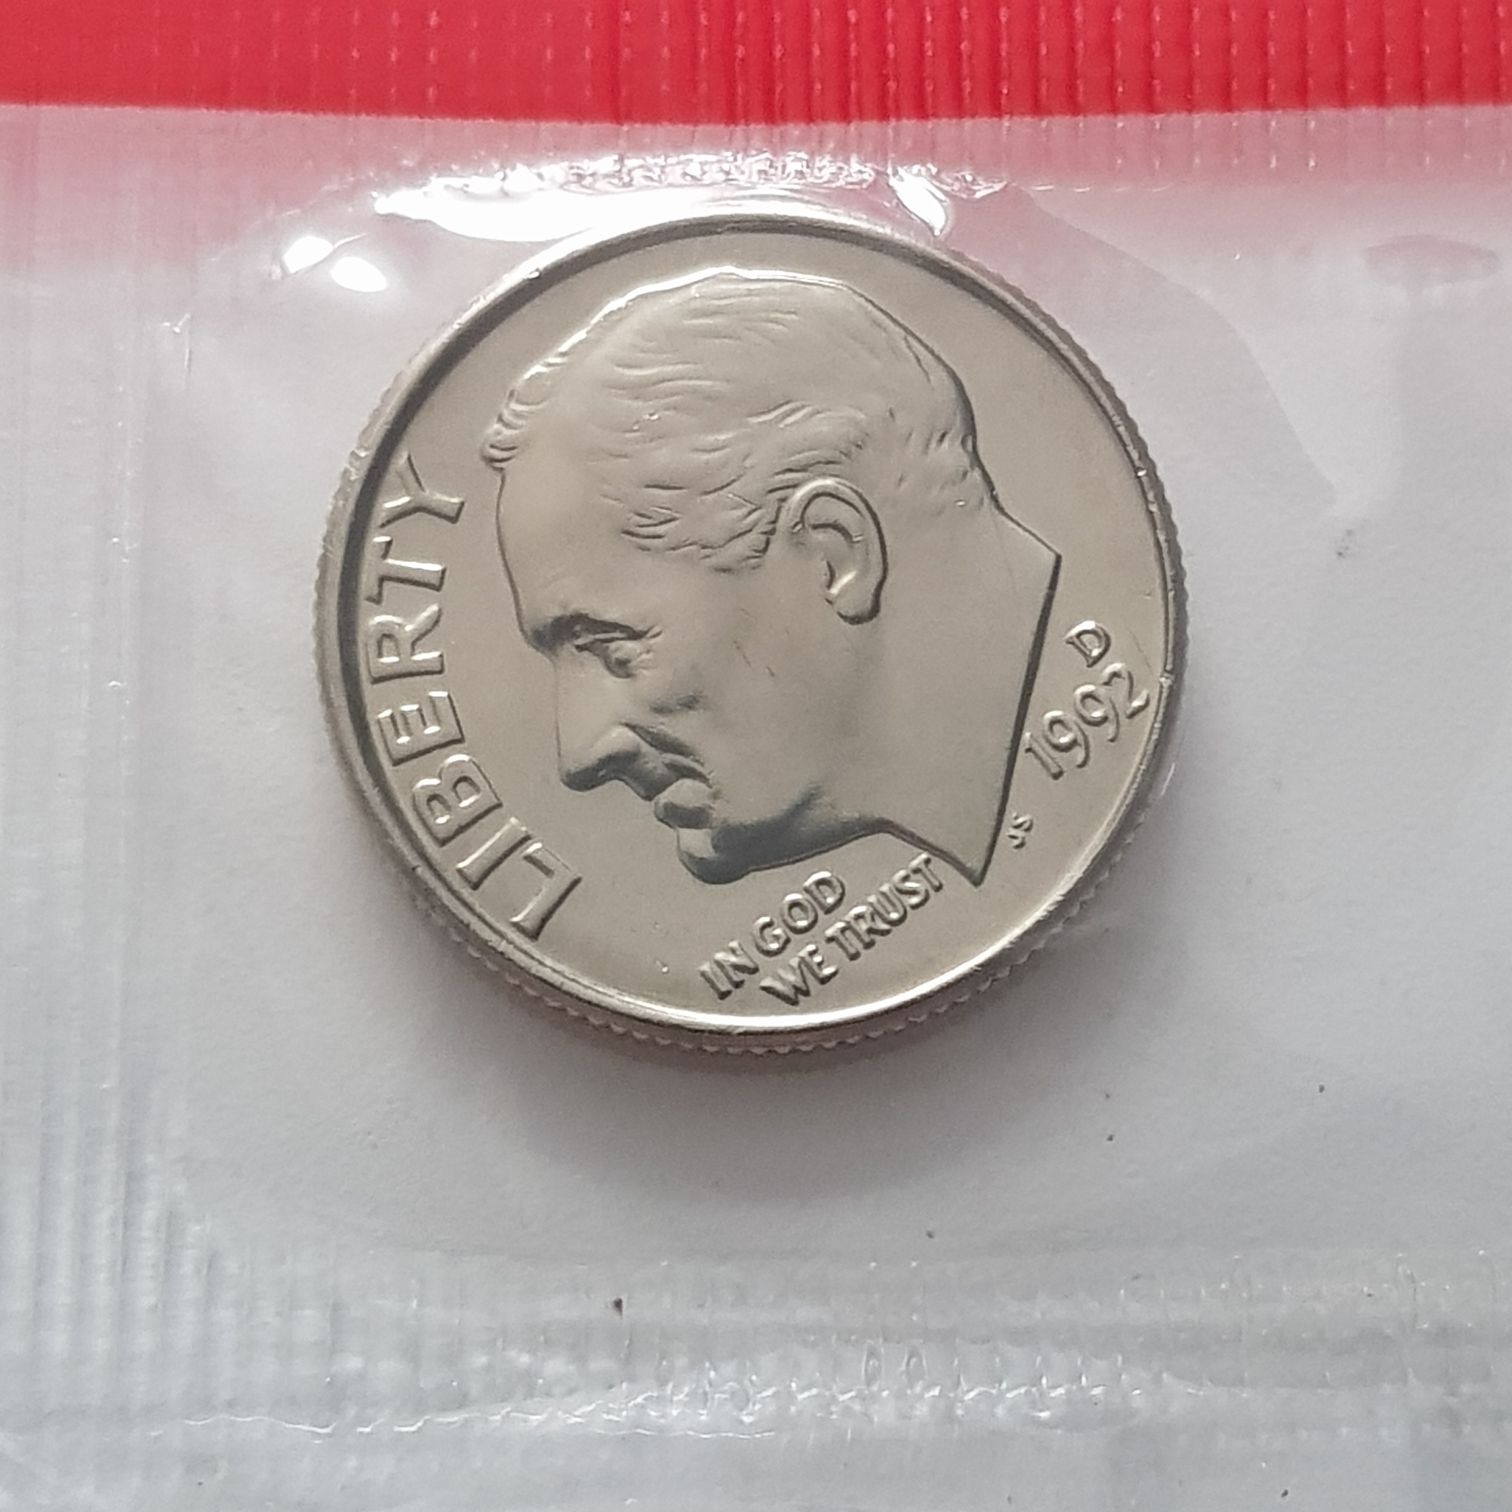 LIBERTY
IN GOD
WE TRUST
JS
D
1992